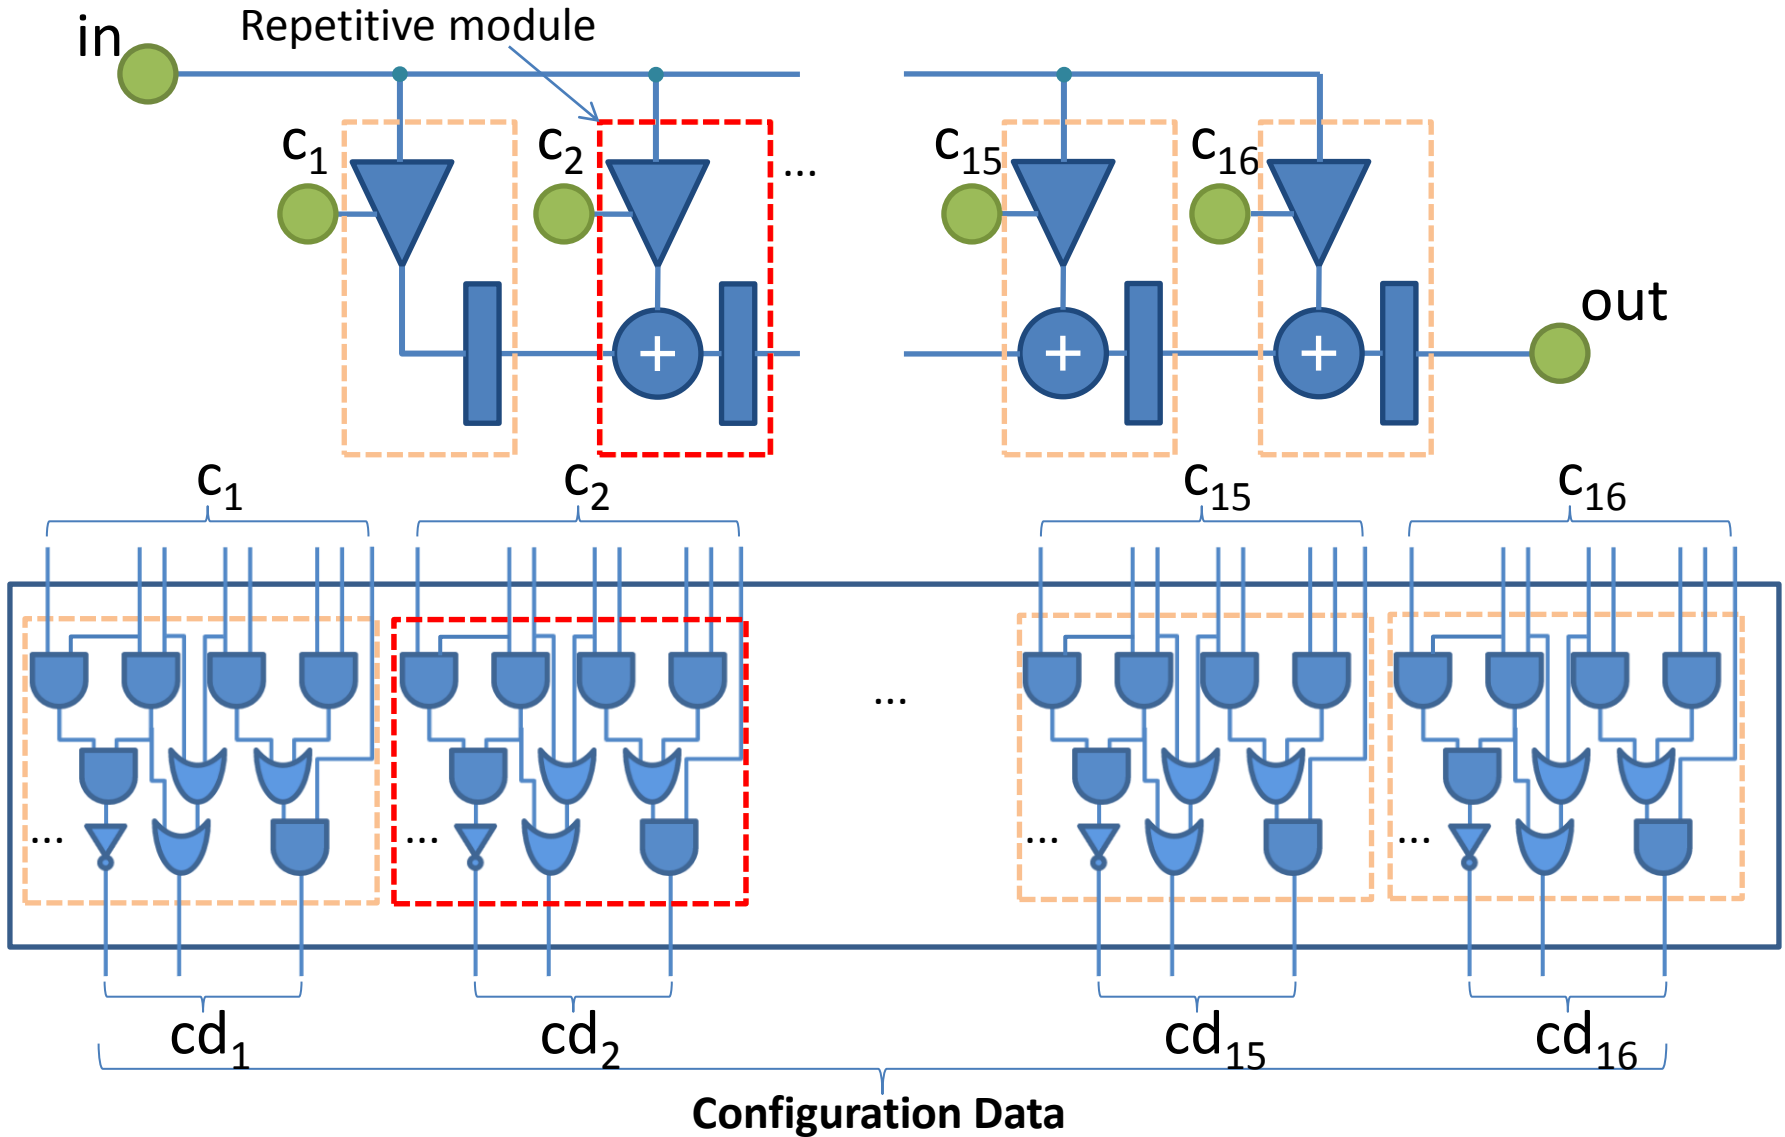 Repetitive module
in
c1 c2 ... c15 c16
+ + +
out
c1 c2 c15 c16
...
... ... ... ...
cd1 cd2 cd15 cd16
Configuration Data